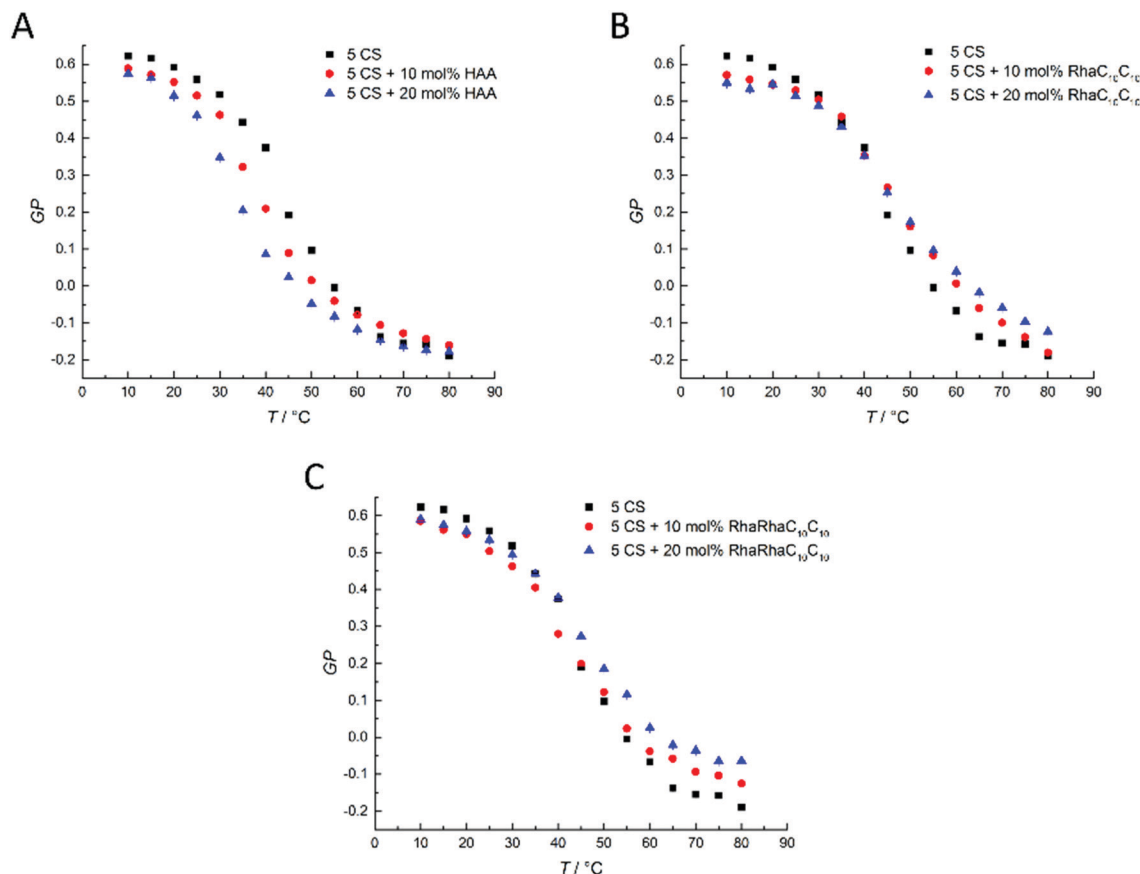 A
5 CS
5 CS + 10 mol% HAA
5 CS + 20 mol% HAA
0.6
0.5
0.4
0.3
0.2
0.1
0.0
-0.1
-0.2
GP
0 10 20 30 40 50 60 70 80 90
T / °C
B
5 CS
5 CS + 10 mol% RhaC₁₀C₁₀
5 CS + 20 mol% RhaC₁₀C₁₀
0.6
0.5
0.4
0.3
0.2
0.1
0.0
-0.1
-0.2
GP
0 10 20 30 40 50 60 70 80 90
T / °C
C
5 CS
5 CS + 10 mol% RhaRhaC₁₀C₁₀
5 CS + 20 mol% RhaRhaC₁₀C₁₀
0.6
0.5
0.4
0.3
0.2
0.1
0.0
-0.1
-0.2
GP
0 10 20 30 40 50 60 70 80 90
T / °C